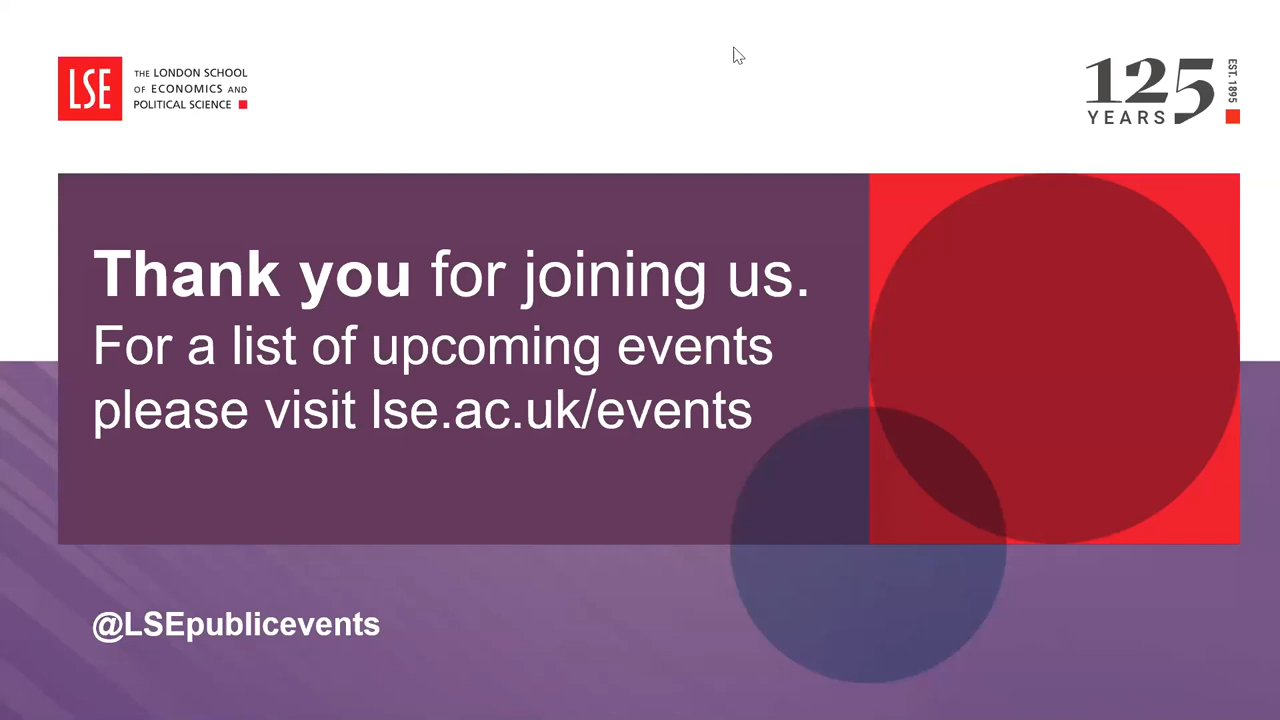 LSE
THE LONDON SCHOOL
OF ECONOMICS AND
POLITICAL SCIENCE
125
YEARS
EST. 1895
Thank you for joining us.
For a list of upcoming events
please visit lse.ac.uk/events
@LSEpublicevents